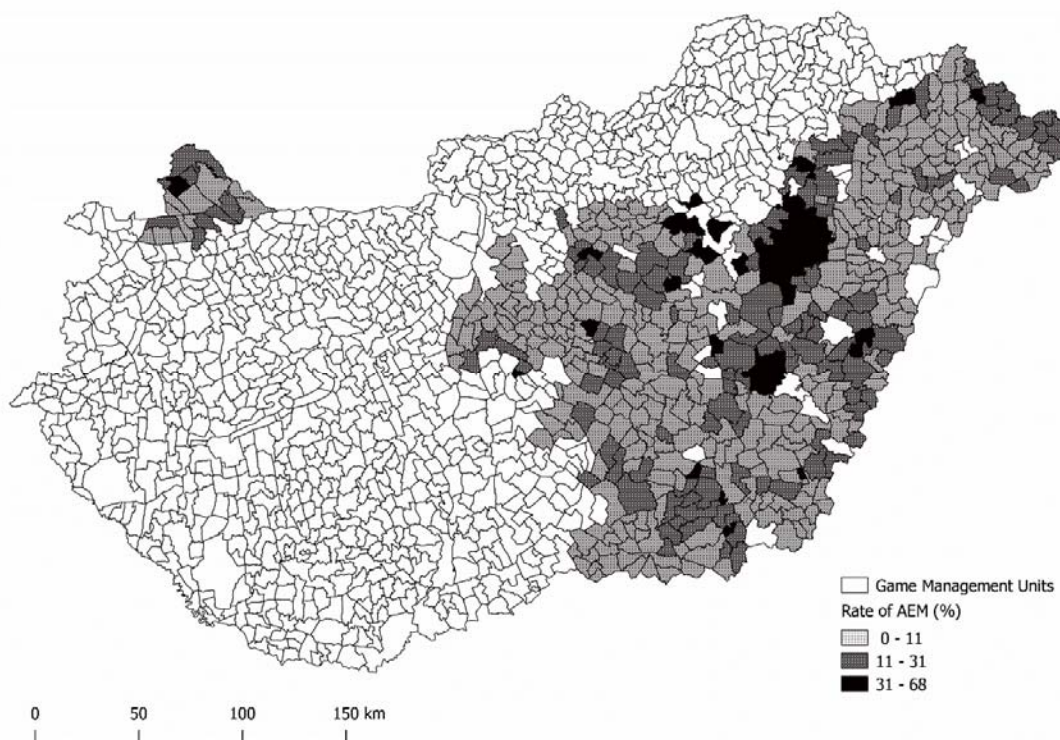 Game Management Units
Rate of AEM (%)
0 - 11
11 - 31
31 - 68
0 50 100 150 km